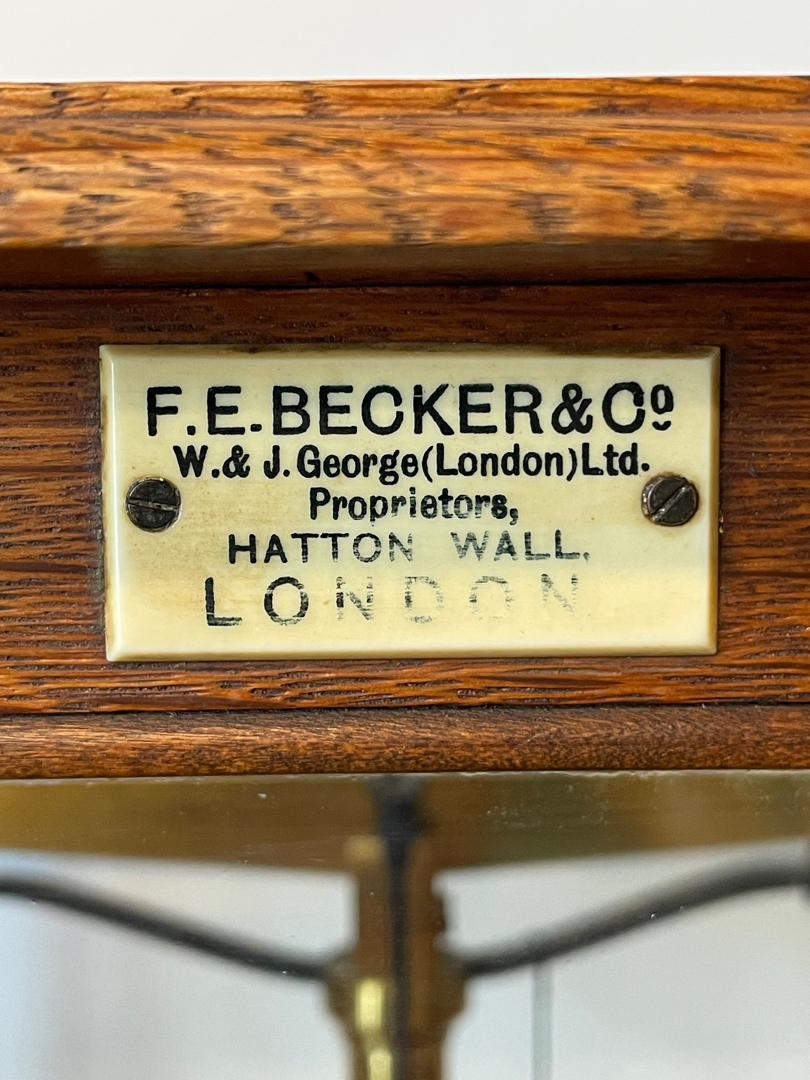 F.E.BECKER & Cº
W. & J. George (London) Ltd.
Proprietors,
HATTON WALL,
LONDON